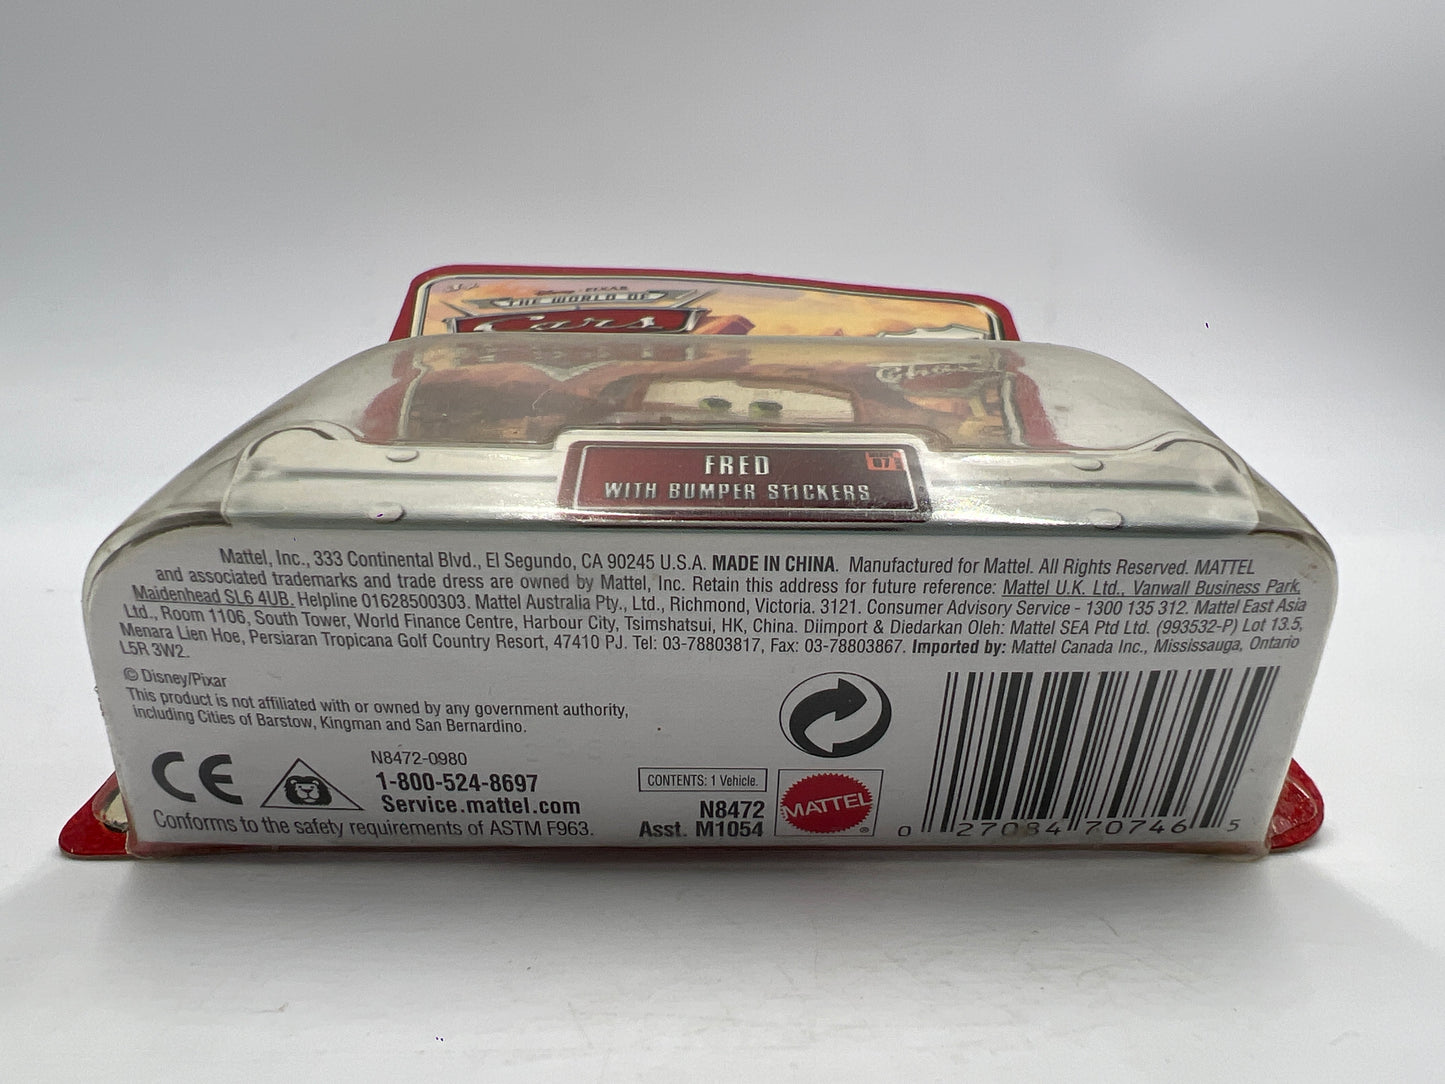 Disney · PIXAR
THE WORLD OF
Cars
FRED
07
WITH BUMPER STICKERS
Mattel, Inc., 333 Continental Blvd., El Segundo, CA 90245 U.S.A. MADE IN CHINA. Manufactured for Mattel. All Rights Reserved. MATTEL
and associated trademarks and trade dress are owned by Mattel, Inc. Retain this address for future reference: Mattel U.K. Ltd., Vanwall Business Park,
Maidenhead SL6 4UB. Helpline 01628500303. Mattel Australia Pty., Ltd., Richmond, Victoria. 3121. Consumer Advisory Service - 1300 135 312. Mattel East Asia
Ltd., Room 1106, South Tower, World Finance Centre, Harbour City, Tsimshatsui, HK, China. Diimport & Diedarkan Oleh: Mattel SEA Ptd Ltd. (993532-P) Lot 13.5,
Menara Lien Hoe, Persiaran Tropicana Golf Country Resort, 47410 PJ. Tel: 03-78803817, Fax: 03-78803867. Imported by: Mattel Canada Inc., Mississauga, Ontario
L5R 3W2.
© Disney/Pixar
This product is not affiliated with or owned by any government authority,
including Cities of Barstow, Kingman and San Bernardino.
CE
N8472-0980
1-800-524-8697
Service.mattel.com
Conforms to the safety requirements of ASTM F963.
CONTENTS: 1 Vehicle.
N8472
Asst. M1054
MATTEL
®
0 27084 70746 5